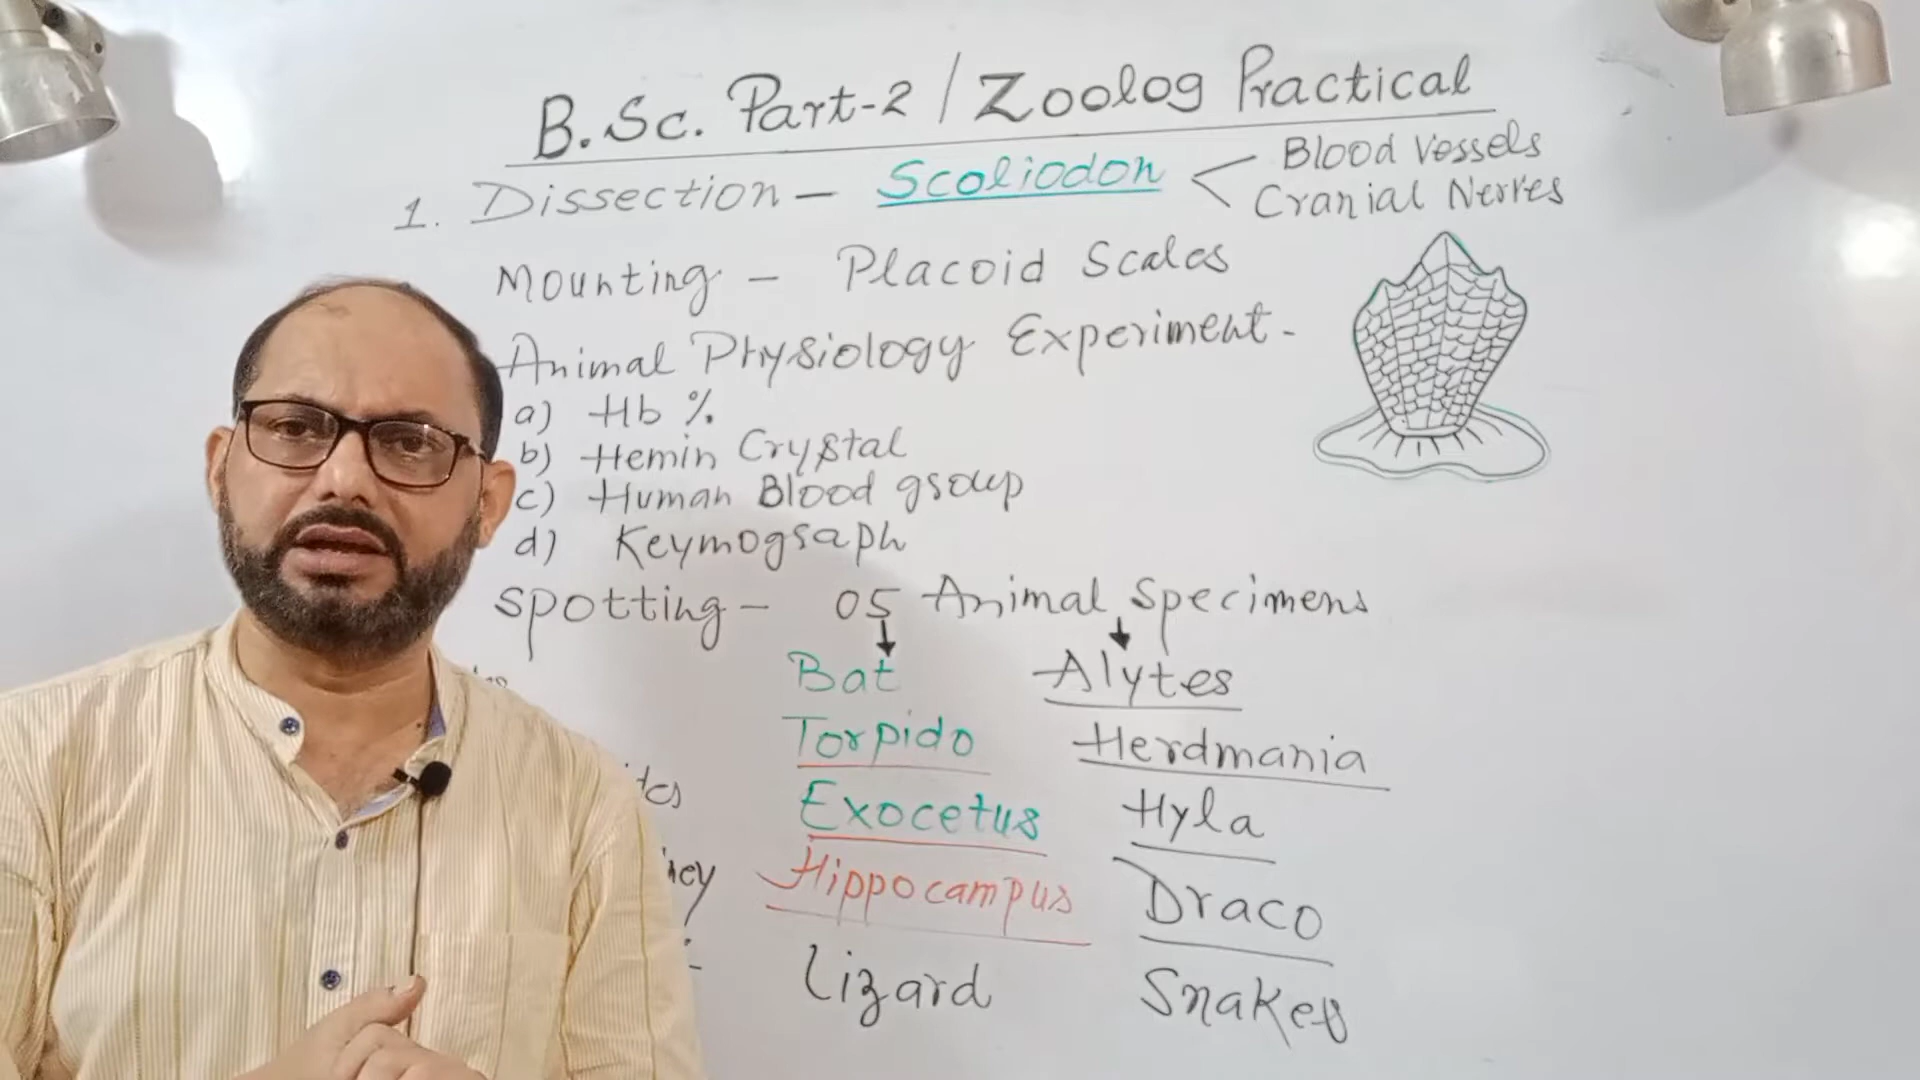 B.Sc. Part-2 / Zoolog Practical
1. Dissection - Scoliodon < Blood Vessels
Cranial Nerves
Mounting - Placoid Scales
Animal Physiology Experiment -
a) Hb %
b) Hemin Crystal
c) Human Blood group
d) Keymograph
Spotting - 05 Animal Specimens
Bat Alytes
Torpido Herdmania
Exocetus Hyla
Hippocampus Draco
Lizard Snakes